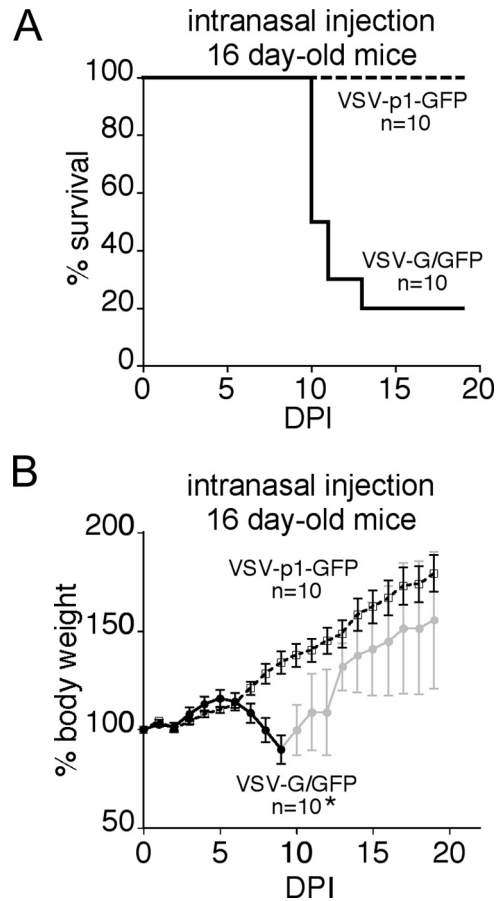 A
intranasal injection
16 day-old mice
100
80
60
40
20
0
% survival
VSV-p1-GFP
n=10
VSV-G/GFP
n=10
0 5 10 15 20
DPI
B
intranasal injection
16 day-old mice
200
150
100
50
% body weight
VSV-p1-GFP
n=10
VSV-G/GFP
n=10*
0 5 10 15 20
DPI